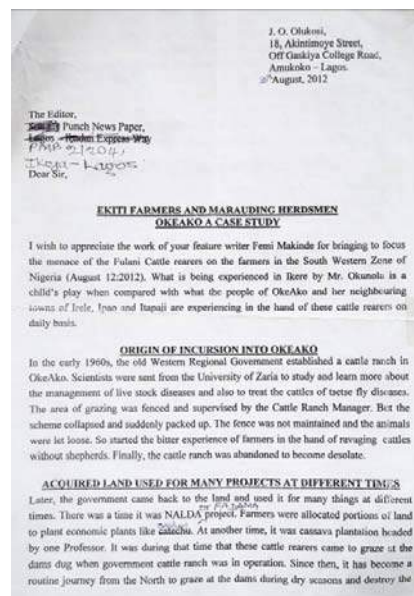 J. O. Olukosi,
18, Akintimoye Street,
Off Gaskiya College Road,
Amukoko - Lagos.
August, 2012
The Editor,
Punch News Paper,
Lagos - Ibadan Express Way
PMB 21204,
Ikeja - Lagos
Dear Sir,
EKITI FARMERS AND MARAUDING HERDSMEN
OKEAKO A CASE STUDY
I wish to appreciate the work of your feature writer Femi Makinde for bringing to focus
the menace of the Fulani Cattle rearers on the farmers in the South Western Zone of
Nigeria (August 12:2012). What is being experienced in Ikere by Mr. Okunola is a
child's play when compared with what the people of OkeAko and her neighbouring
towns of Irele, Ipao and Itapaji are experiencing in the hand of these cattle rearers on
daily basis.
ORIGIN OF INCURSION INTO OKEAKO
In the early 1960s, the old Western Regional Government established a cattle ranch in
OkeAko. Scientists were sent from the University of Zaria to study and learn more about
the management of live stock diseases and also to treat the cattles of tsetse fly diseases.
The area of grazing was fenced and supervised by the Cattle Ranch Manager. But the
scheme collapsed and suddenly packed up. The fence was not maintained and the animals
were let loose. So started the bitter experience of farmers in the hand of ravaging cattles
without shepherds. Finally, the cattle ranch was abandoned to become desolate.
ACQUIRED LAND USED FOR MANY PROJECTS AT DIFFERENT TIMES
Later, the government came back to the land and used it for many things at different
times. There was a time it was NALDA project. Farmers were allocated portions of land
to plant economic plants like At another time, it was cassava plantation headed
by one Professor. It was during that time that these cattle rearers came to graze at the
dams dug when government cattle ranch was in operation. Since then, it has become a
routine journey from the North to graze at the dams during dry seasons and destroy the